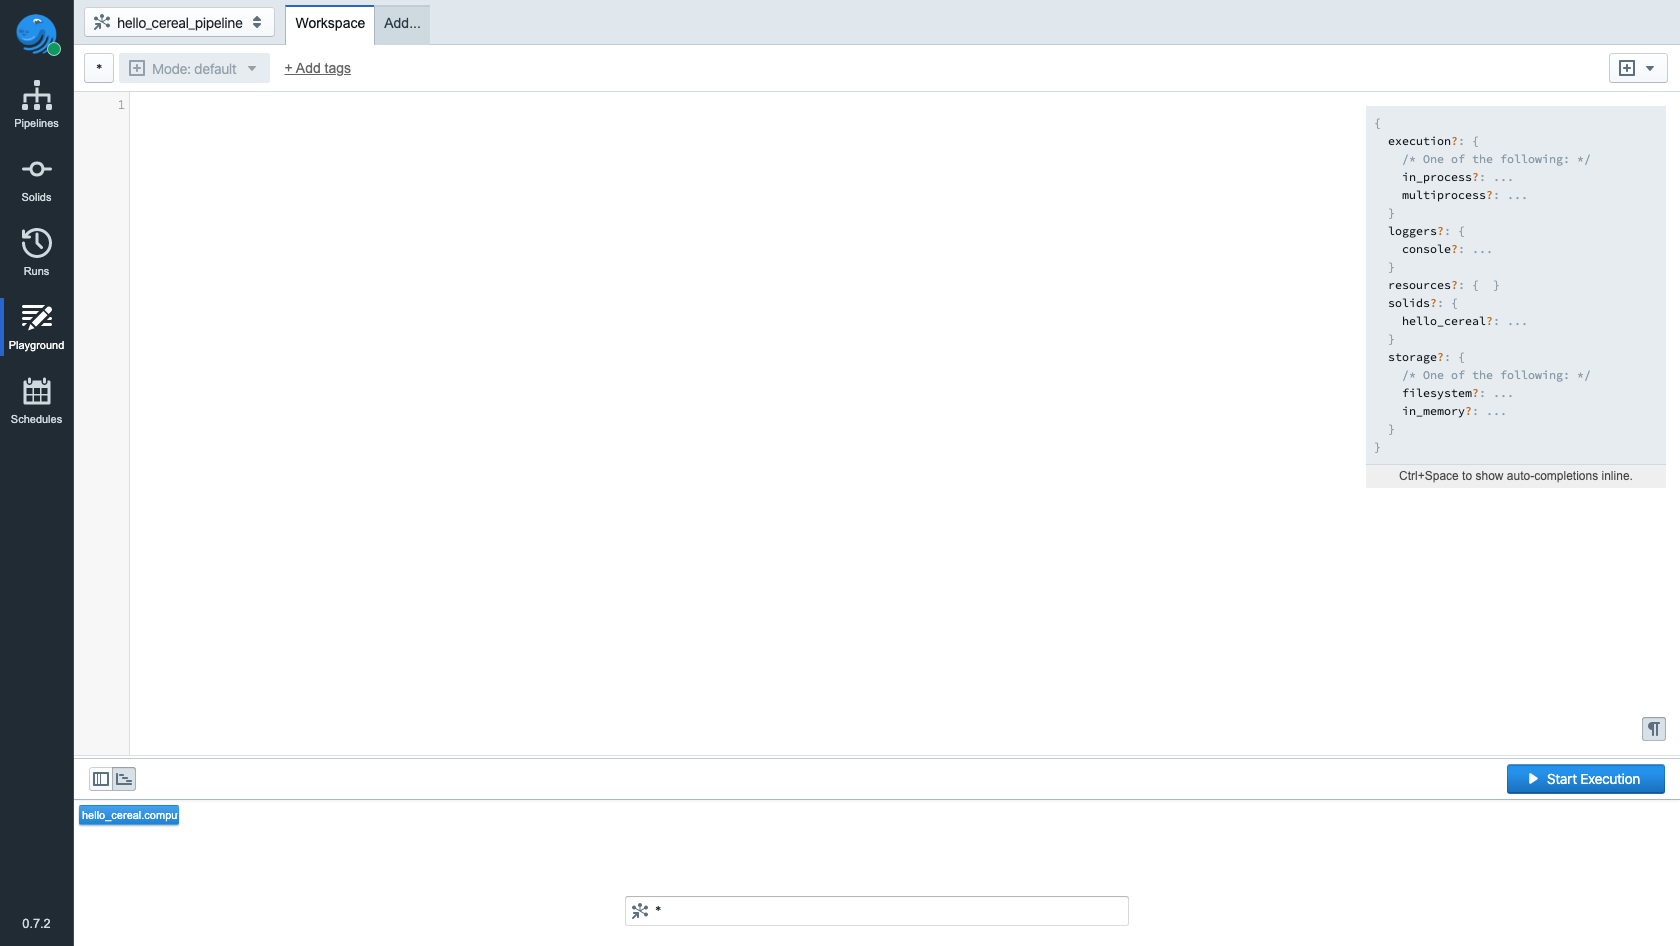 hello_cereal_pipeline
Workspace
Add...
*
Mode: default
+ Add tags
Pipelines
Solids
Runs
Playground
Schedules
0.7.2
1
{
execution?: {
/* One of the following: */
in_process?: ...
multiprocess?: ...
}
loggers?: {
console?: ...
}
resources?: {  }
solids?: {
hello_cereal?: ...
}
storage?: {
/* One of the following: */
filesystem?: ...
in_memory?: ...
}
}
Ctrl+Space to show auto-completions inline.
¶
Start Execution
hello_cereal.compu
*